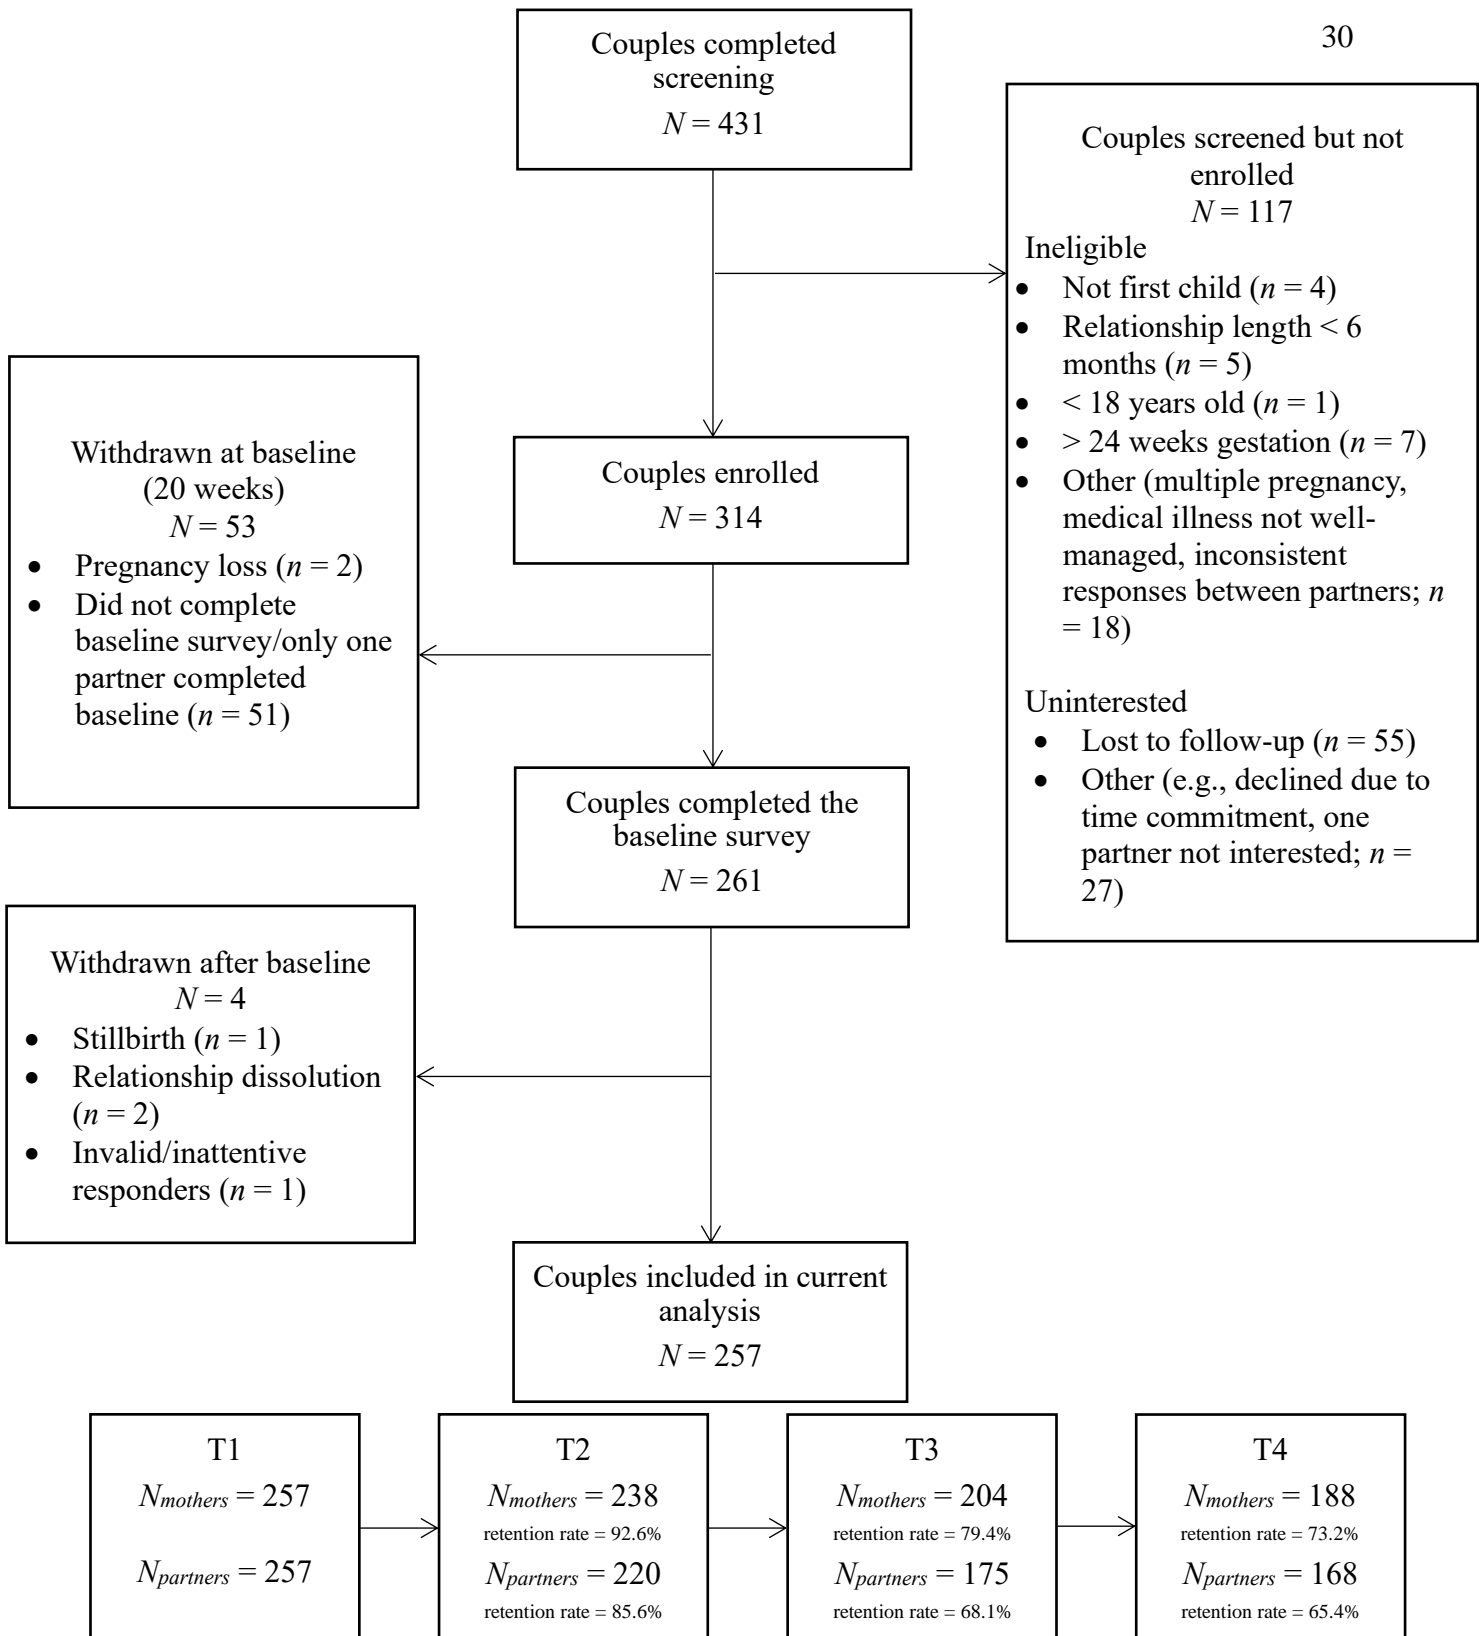 30
Couples completed
screening
N = 431
Couples screened but not
enrolled
N = 117
Ineligible
• Not first child (n = 4)
• Relationship length < 6
months (n = 5)
• < 18 years old (n = 1)
• > 24 weeks gestation (n = 7)
• Other (multiple pregnancy,
medical illness not well-
managed, inconsistent
responses between partners; n
= 18)
Uninterested
• Lost to follow-up (n = 55)
• Other (e.g., declined due to
time commitment, one
partner not interested; n =
27)
Couples enrolled
N = 314
Withdrawn at baseline
(20 weeks)
N = 53
• Pregnancy loss (n = 2)
• Did not complete
baseline survey/only one
partner completed
baseline (n = 51)
Couples completed the
baseline survey
N = 261
Withdrawn after baseline
N = 4
• Stillbirth (n = 1)
• Relationship dissolution
(n = 2)
• Invalid/inattentive
responders (n = 1)
Couples included in current
analysis
N = 257
T1
Nmothers = 257
Npartners = 257
T2
Nmothers = 238
retention rate = 92.6%
Npartners = 220
retention rate = 85.6%
T3
Nmothers = 204
retention rate = 79.4%
Npartners = 175
retention rate = 68.1%
T4
Nmothers = 188
retention rate = 73.2%
Npartners = 168
retention rate = 65.4%